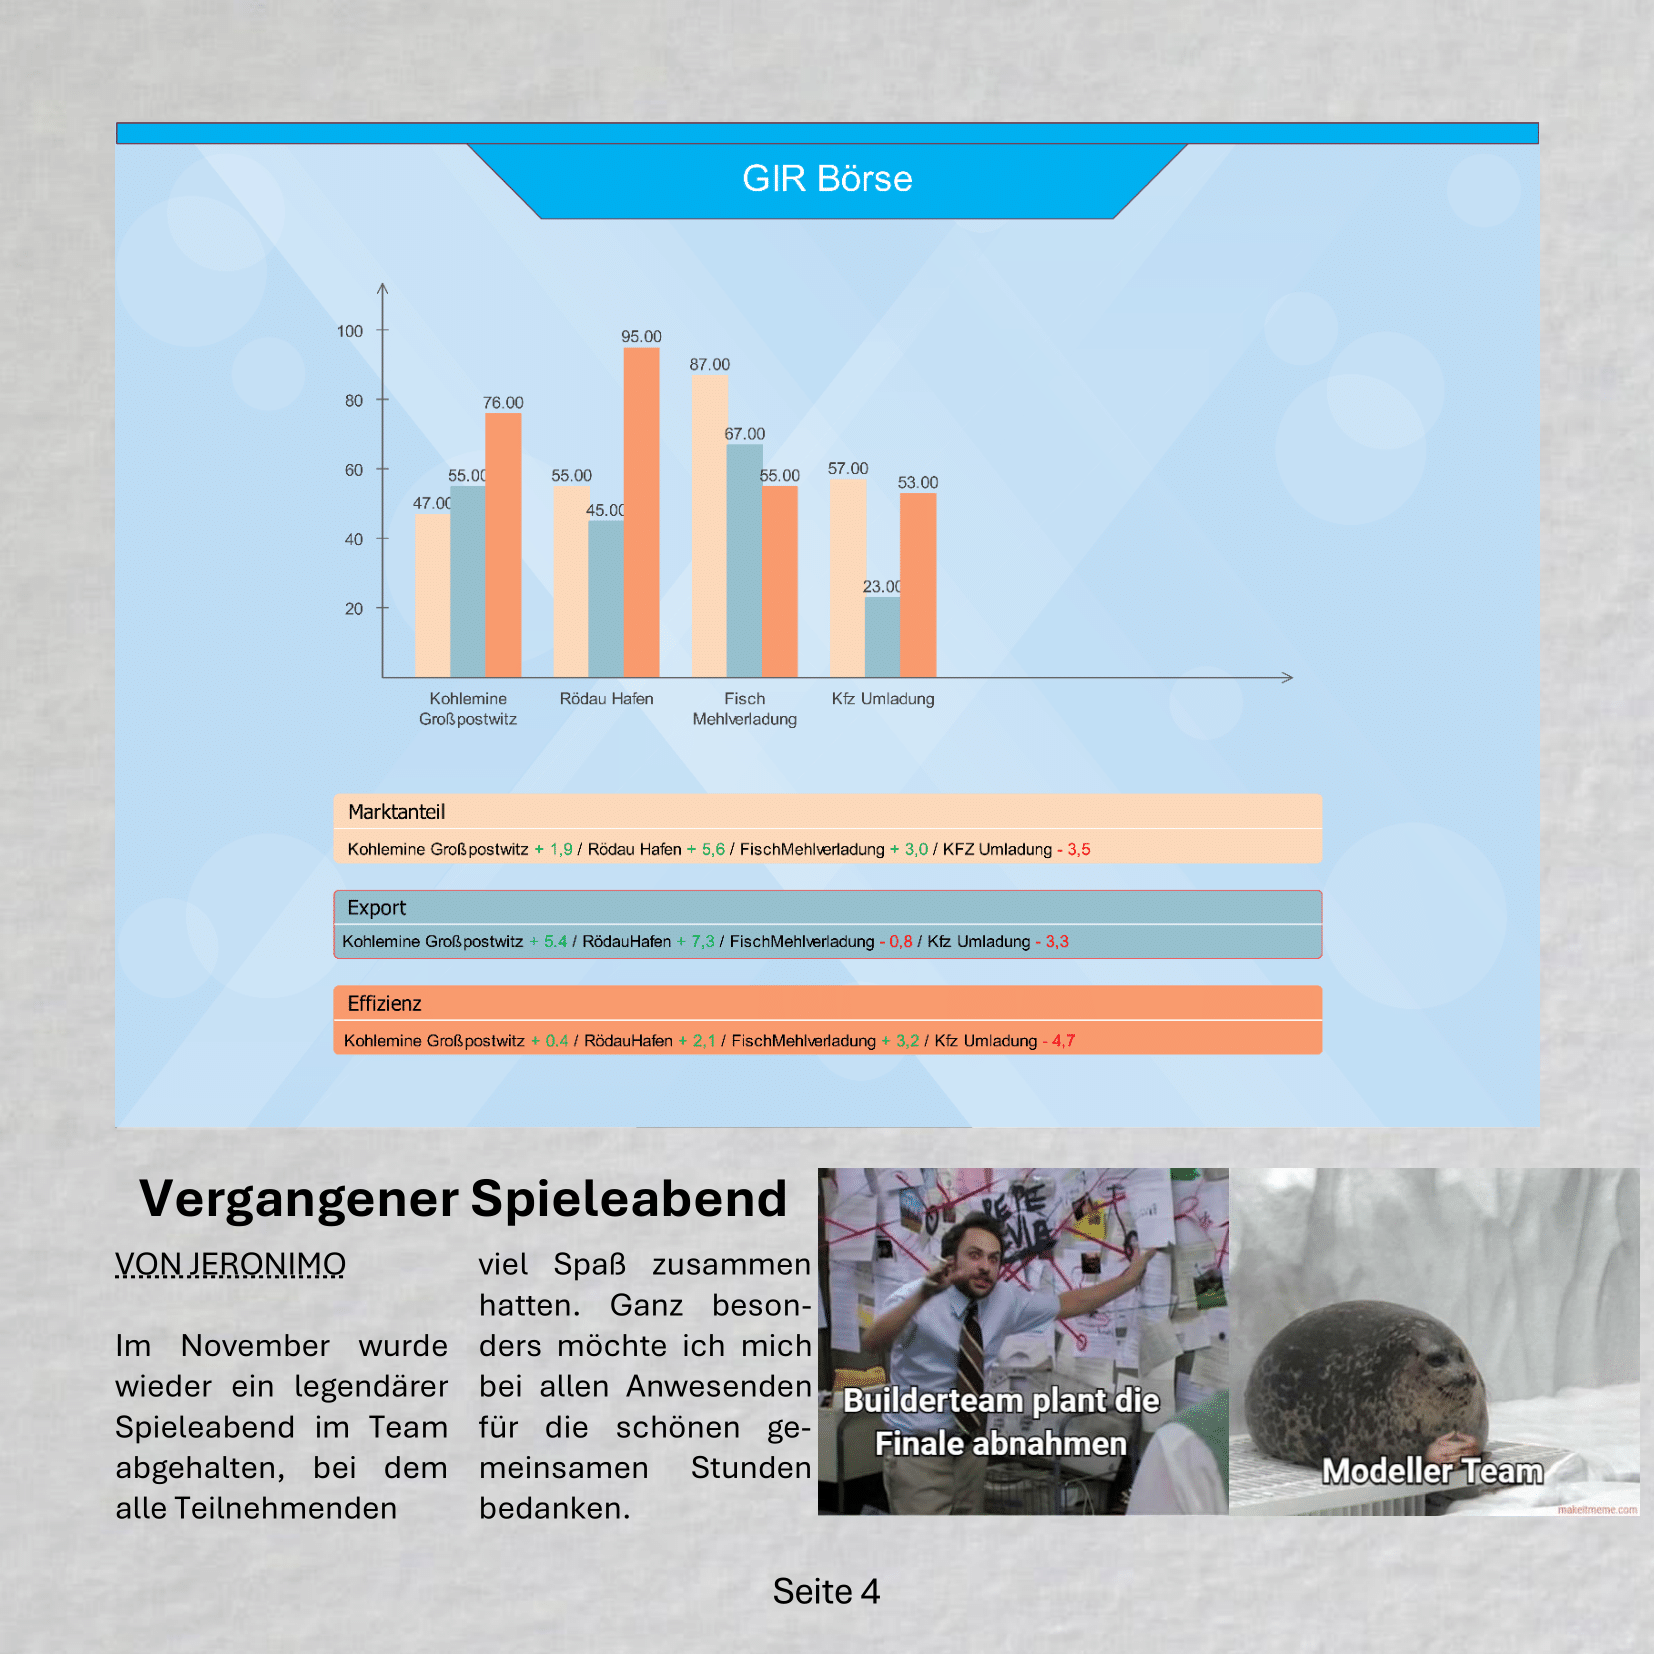 GIR Börse
100
80
60
40
20
47.00
55.00
76.00
55.00
45.00
95.00
87.00
67.00
55.00
57.00
23.00
53.00
Kohlemine
Großpostwitz
Rödau Hafen
Fisch
Mehlverladung
Kfz Umladung
Marktanteil
Kohlemine Großpostwitz + 1,9 / Rödau Hafen + 5,6 / FischMehlverladung + 3,0 / KFZ Umladung - 3,5
Export
Kohlemine Großpostwitz + 5.4 / RödauHafen + 7,3 / FischMehlverladung - 0,8 / Kfz Umladung - 3,3
Effizienz
Kohlemine Großpostwitz + 0.4 / RödauHafen + 2,1 / FischMehlverladung + 3,2 / Kfz Umladung - 4,7
Vergangener Spieleabend
VON JERONIMO
Im November wurde
wieder ein legendärer
Spieleabend im Team
abgehalten, bei dem
alle Teilnehmenden
viel Spaß zusammen
hatten. Ganz beson-
ders möchte ich mich
bei allen Anwesenden
für die schönen ge-
meinsamen Stunden
bedanken.
PEPE
Builderteam plant die
Finale abnahmen
Modeller Team
makeitmeme.com
Seite 4